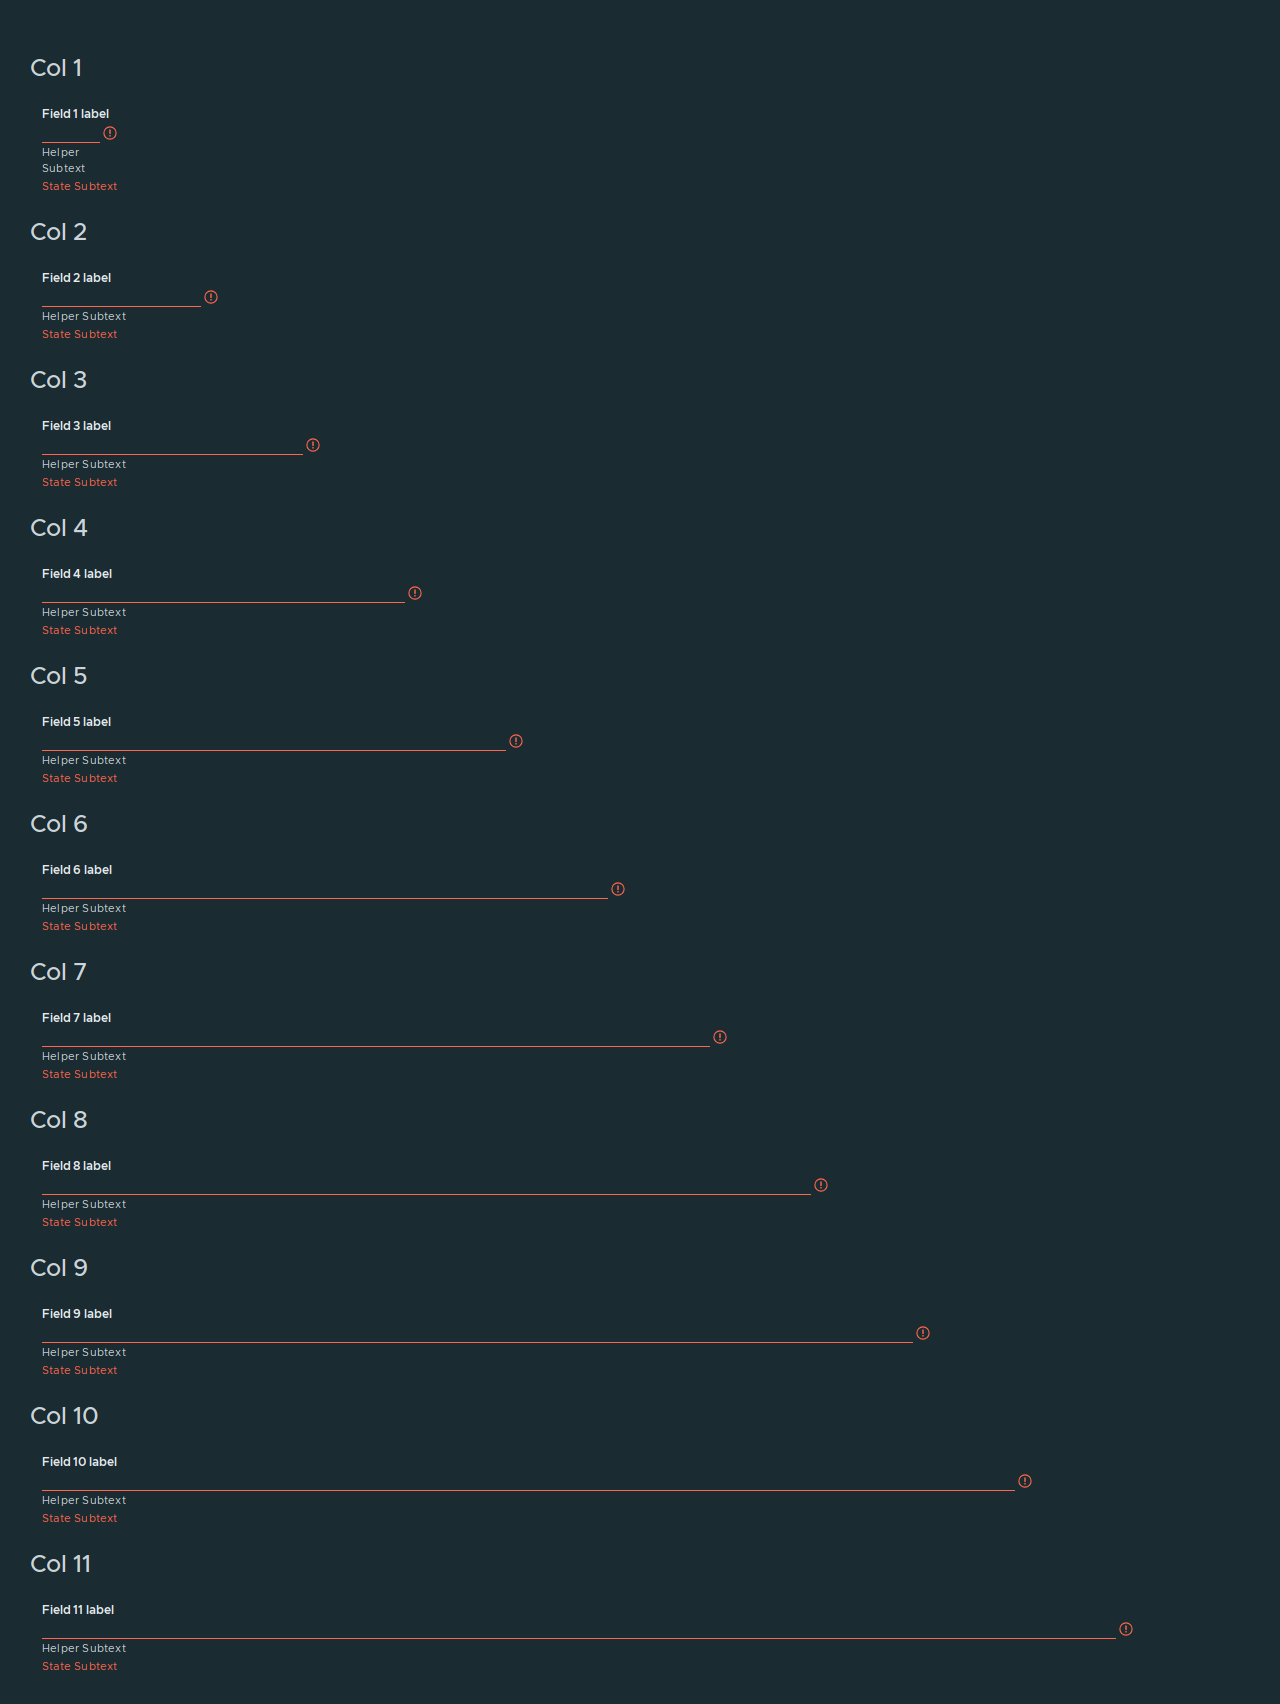 Col 1
Field 1 label
Helper
Subtext
State Subtext
Col 2
Field 2 label
Helper Subtext
State Subtext
Col 3
Field 3 label
Helper Subtext
State Subtext
Col 4
Field 4 label
Helper Subtext
State Subtext
Col 5
Field 5 label
Helper Subtext
State Subtext
Col 6
Field 6 label
Helper Subtext
State Subtext
Col 7
Field 7 label
Helper Subtext
State Subtext
Col 8
Field 8 label
Helper Subtext
State Subtext
Col 9
Field 9 label
Helper Subtext
State Subtext
Col 10
Field 10 label
Helper Subtext
State Subtext
Col 11
Field 11 label
Helper Subtext
State Subtext